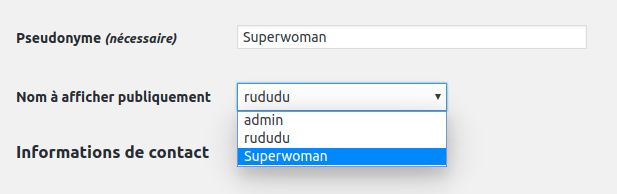 Pseudonyme (nécessaire) Superwoman
Nom à afficher publiquement rududu
admin
rududu
Superwoman
Informations de contact